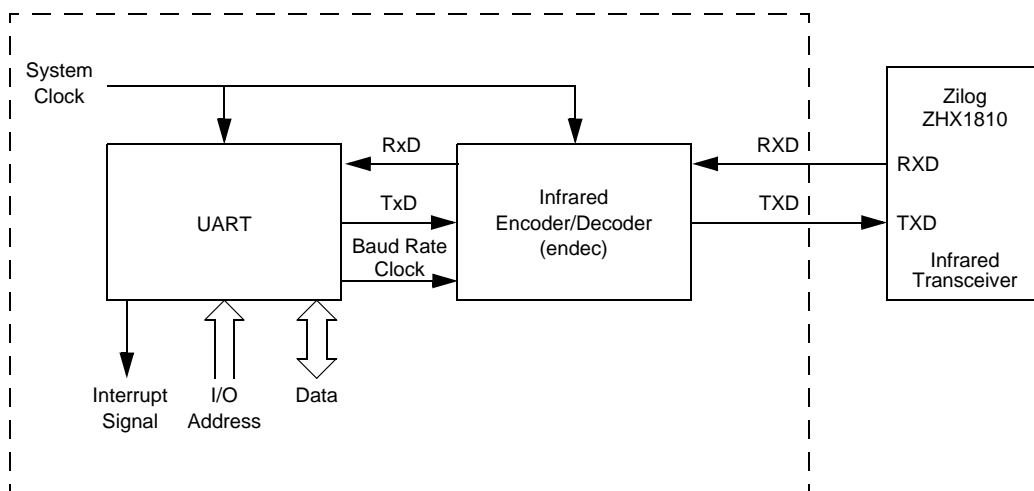 System
Clock
Zilog
ZHX1810
RxD
RXD
RXD
Infrared
Encoder/Decoder
(endec)
UART
TxD
TXD
TXD
Baud Rate
Clock
Infrared
Transceiver
Interrupt
Signal
I/O
Address
Data